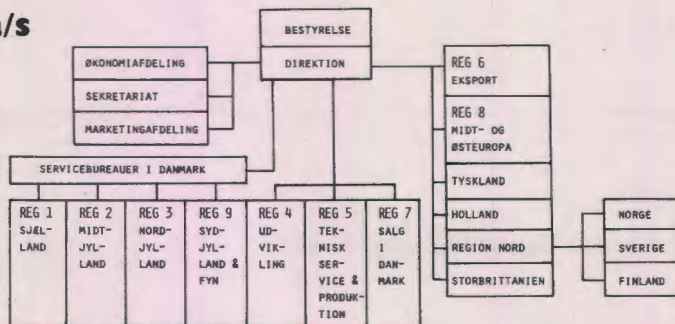 a/s
BESTYRELSE
DIREKTION
ØKONOMIAFDELING
SEKRETARIAT
MARKETINGAFDELING
SERVICEBUREAUER I DANMARK
REG 1
SJÆL-
LAND
REG 2
MIDT-
JYL-
LAND
REG 3
NORD-
JYL-
LAND
REG 9
SYD-
JYL-
LAND &
FYN
REG 4
UD-
VIK-
LING
REG 5
TEK-
NISK
SER-
VICE &
PRODUK-
TION
REG 7
SALG
I
DAN-
MARK
REG 6
EKSPORT
REG 8
MIDT- OG
ØSTEUROPA
TYSKLAND
HOLLAND
REGION NORD
STORBRITTANIEN
NORGE
SVERIGE
FINLAND